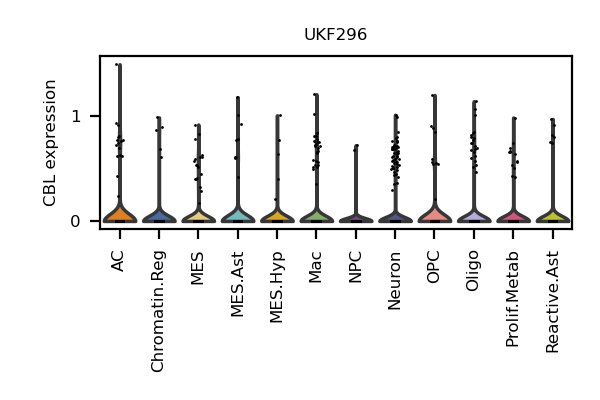 UKF296
CBL expression
1
0
AC
Chromatin.Reg
MES
MES.Ast
MES.Hyp
Mac
NPC
Neuron
OPC
Oligo
Prolif.Metab
Reactive.Ast